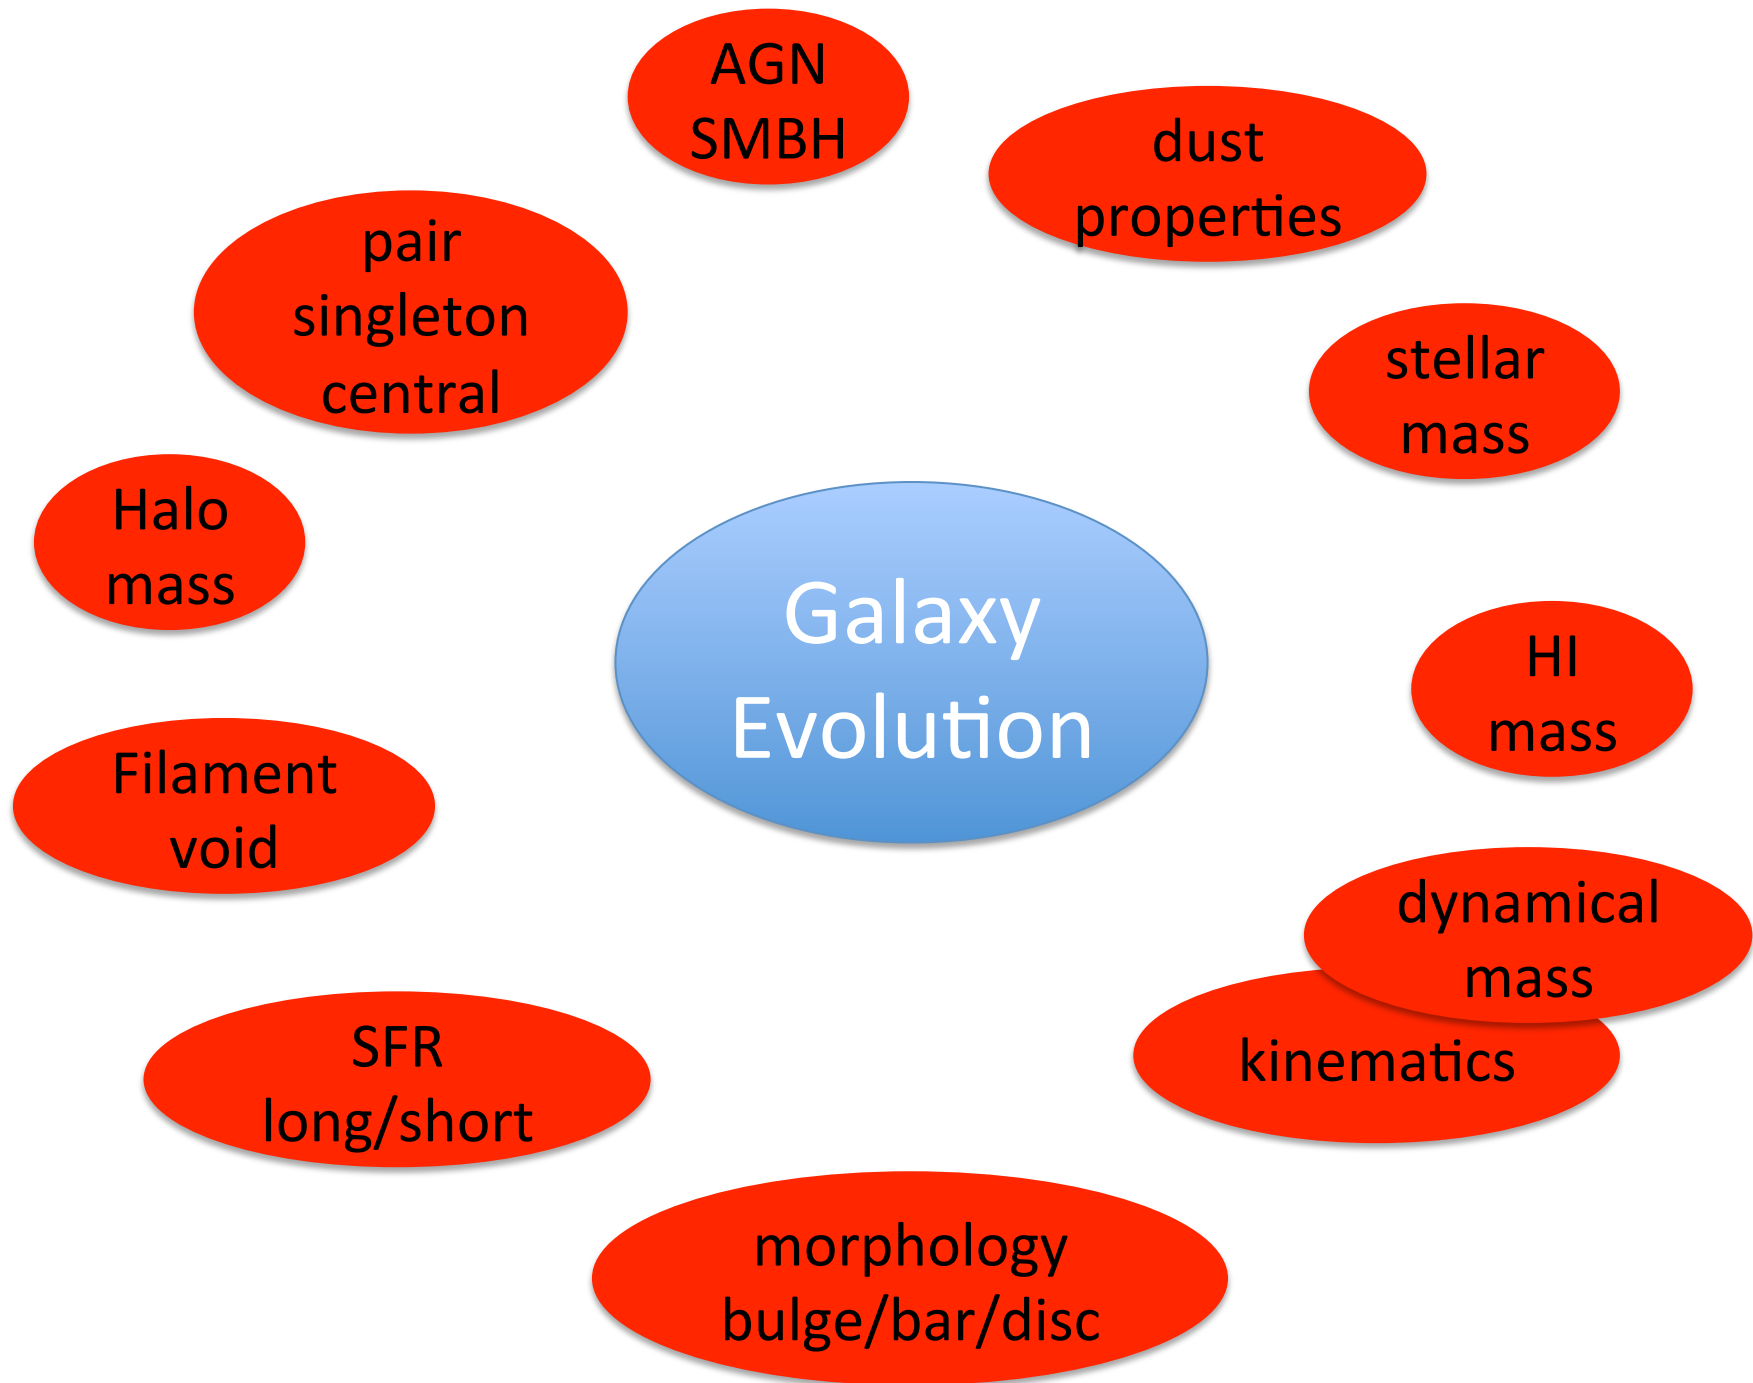 AGN
SMBH
dust
properties
pair
singleton
central
stellar
mass
Halo
mass
Galaxy
Evolution
HI
mass
Filament
void
dynamical
mass
kinematics
SFR
long/short
morphology
bulge/bar/disc